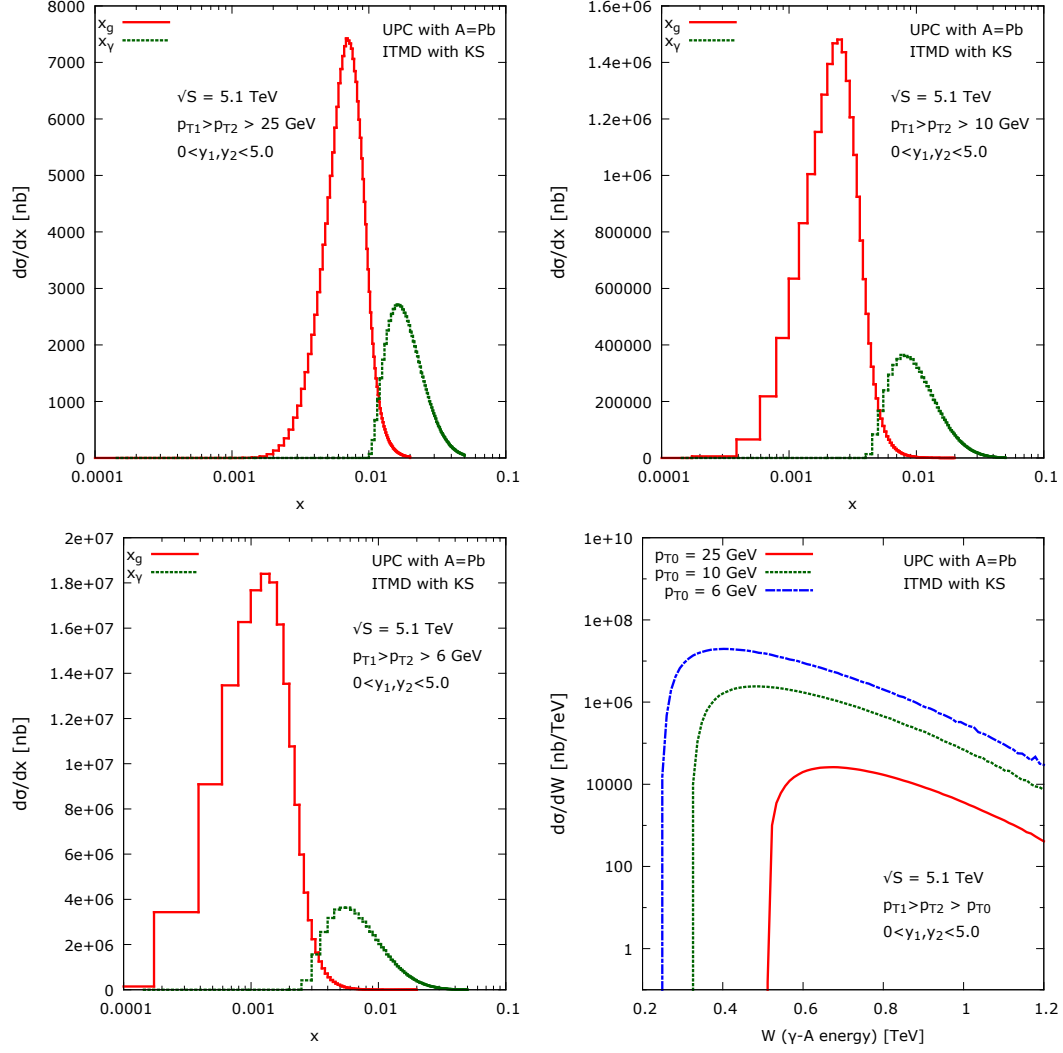 8000
7000
6000
5000
4000
3000
2000
1000
0
0.0001
0.001
0.01
0.1
dσ/dx [nb]
x
x_g
x_γ
UPC with A=Pb
ITMD with KS
√S = 5.1 TeV
p_T1>p_T2 > 25 GeV
0<y_1,y_2<5.0
1.6e+06
1.4e+06
1.2e+06
1e+06
800000
600000
400000
200000
0
0.0001
0.001
0.01
0.1
dσ/dx [nb]
x
x_g
x_γ
UPC with A=Pb
ITMD with KS
√S = 5.1 TeV
p_T1>p_T2 > 10 GeV
0<y_1,y_2<5.0
2e+07
1.8e+07
1.6e+07
1.4e+07
1.2e+07
1e+07
8e+06
6e+06
4e+06
2e+06
0
0.0001
0.001
0.01
0.1
dσ/dx [nb]
x
x_g
x_γ
UPC with A=Pb
ITMD with KS
√S = 5.1 TeV
p_T1>p_T2 > 6 GeV
0<y_1,y_2<5.0
1e+10
1e+08
1e+06
10000
100
1
0.2
0.4
0.6
0.8
1
1.2
dσ/dW [nb/TeV]
W (γ-A energy) [TeV]
p_T0 = 25 GeV
p_T0 = 10 GeV
p_T0 = 6 GeV
UPC with A=Pb
ITMD with KS
√S = 5.1 TeV
p_T1>p_T2 > p_T0
0<y_1,y_2<5.0